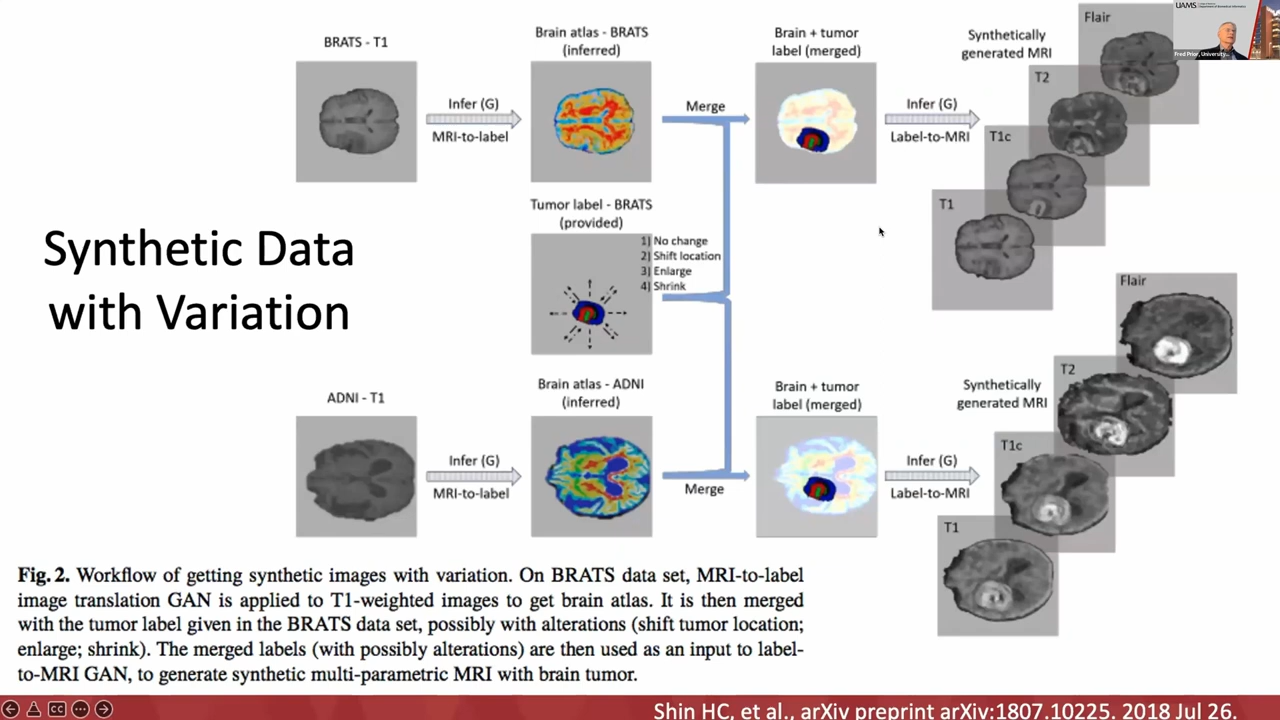 Synthetic Data
with Variation
BRATS - T1
Infer (G)
MRI-to-label
Brain atlas - BRATS
(inferred)
Merge
Brain + tumor
label (merged)
Infer (G)
Label-to-MRI
Synthetically
generated MRI
Flair
T2
T1c
T1
Tumor label - BRATS
(provided)
1) No change
2) Shift location
3) Enlarge
4) Shrink
ADNI - T1
Infer (G)
MRI-to-label
Brain atlas - ADNI
(inferred)
Merge
Brain + tumor
label (merged)
Infer (G)
Label-to-MRI
Synthetically
generated MRI
Flair
T2
T1c
T1
Fig. 2. Workflow of getting synthetic images with variation. On BRATS data set, MRI-to-label
image translation GAN is applied to T1-weighted images to get brain atlas. It is then merged
with the tumor label given in the BRATS data set, possibly with alterations (shift tumor location;
enlarge; shrink). The merged labels (with possibly alterations) are then used as an input to label-
to-MRI GAN, to generate synthetic multi-parametric MRI with brain tumor.
Shin HC, et al., arXiv preprint arXiv:1807.10225. 2018 Jul 26.
UAMS
Fred Prior, University...
CC